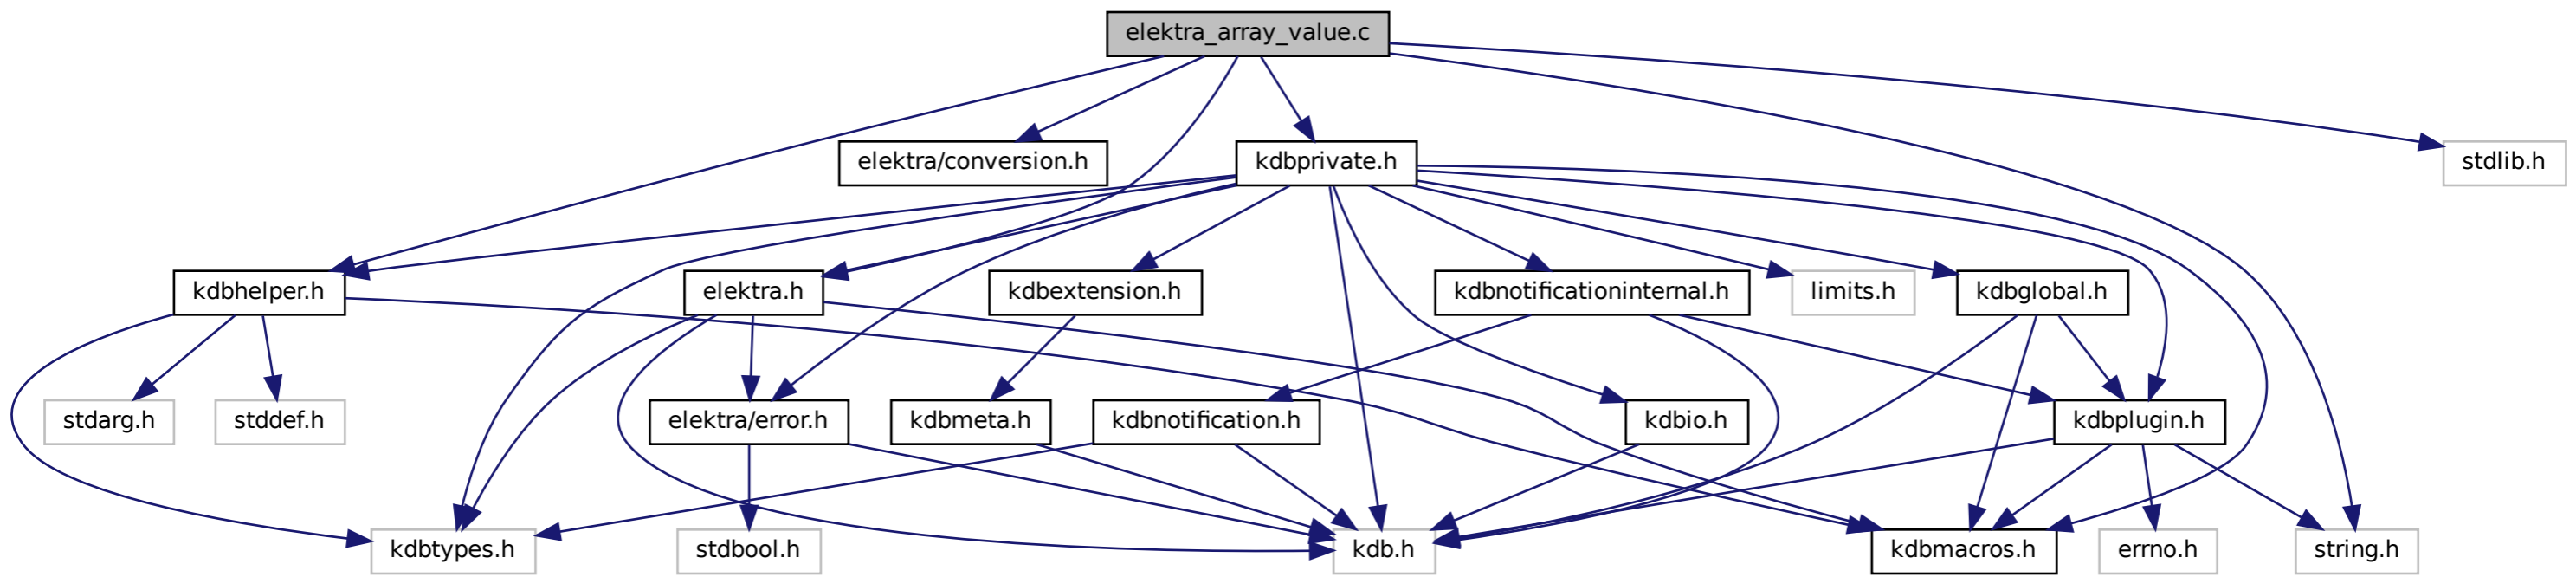 elektra_array_value.c
elektra/conversion.h
kdbprivate.h
stdlib.h
kdbhelper.h
elektra.h
kdbextension.h
kdbnotificationinternal.h
limits.h
kdbglobal.h
stdarg.h
stddef.h
elektra/error.h
kdbmeta.h
kdbnotification.h
kdbio.h
kdbplugin.h
kdbtypes.h
stdbool.h
kdb.h
kdbmacros.h
errno.h
string.h